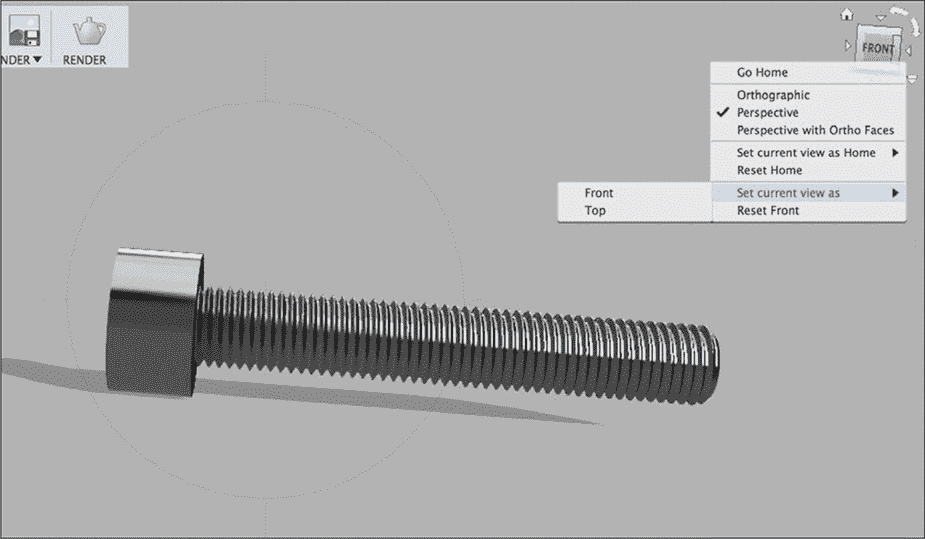 NDER▼
RENDER
FRONT
Go Home
Orthographic
✓ Perspective
Perspective with Ortho Faces
Set current view as Home ▶
Reset Home
Set current view as ▶
Reset Front
Front
Top